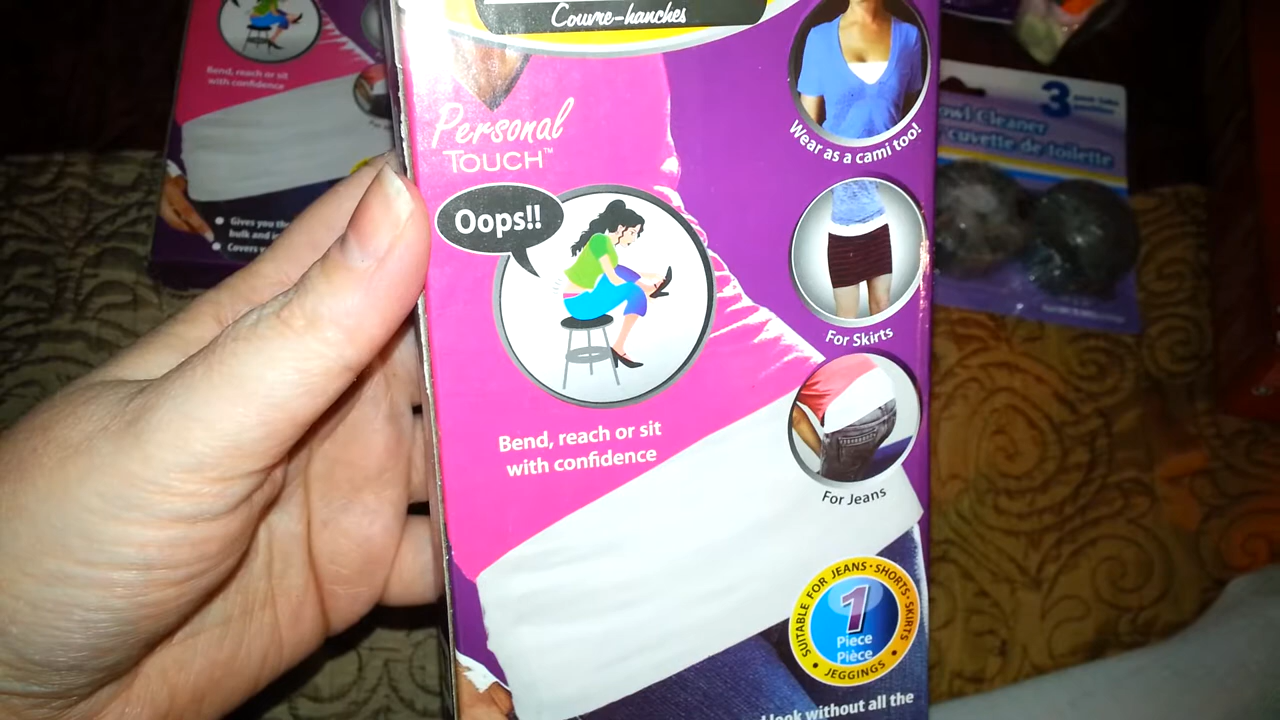 Couvre-hanches
Personal
TOUCH™
Oops!!
Bend, reach or sit
with confidence
Wear as a cami too!
For Skirts
For Jeans
SUITABLE FOR JEANS • SHORTS • SKIRTS • JEGGINGS •
1
Piece
Pièce
look without all the
Bend, reach or sit
with confidence
Gives you
bulk and
Covers
3
Bowl Cleaner
cuvette de toilette